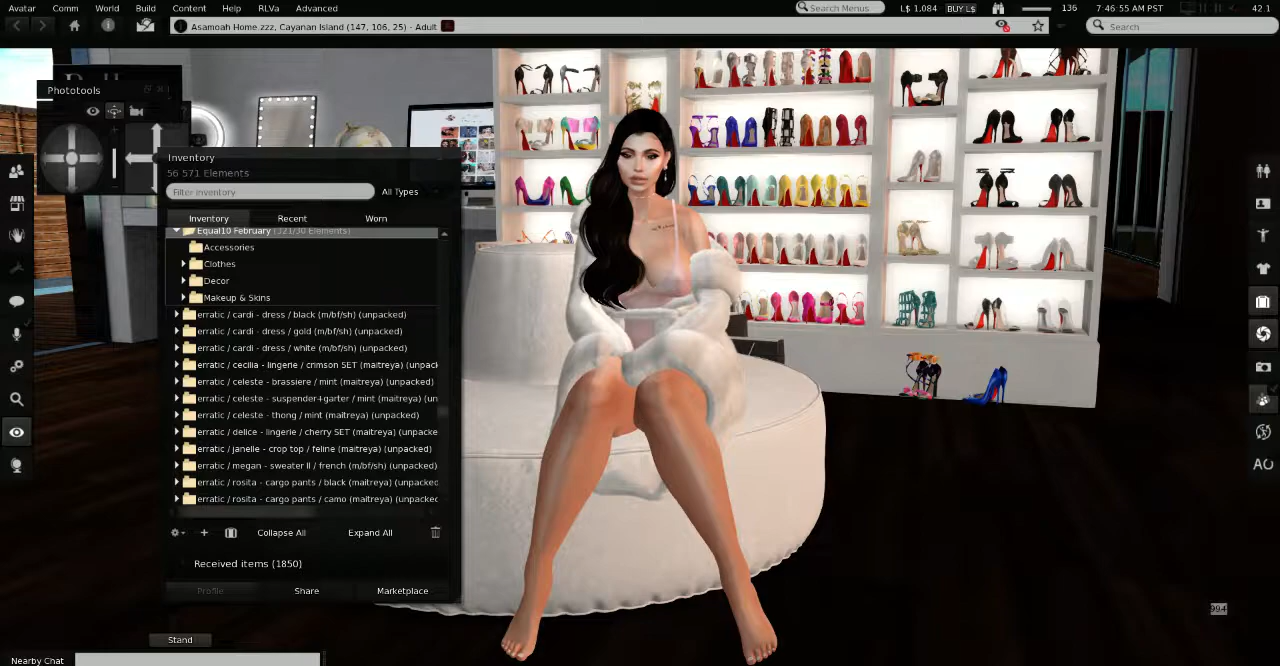 Avatar Comm World Build Content Help RLVa Advanced
Search Menus
L$ 1,084 BUY L$ 136 7:46:55 AM PST 42.1
Asamoah Home.zzz, Cayanan Island (147, 106, 25) - Adult
Search
Phototools
Inventory
56 571 Elements
Filter Inventory All Types
Inventory Recent Worn
Equal10 February (321/30 Elements)
Accessories
Clothes
Decor
Makeup & Skins
erratic / cardi - dress / black (m/bf/sh) (unpacked)
erratic / cardi - dress / gold (m/bf/sh) (unpacked)
erratic / cardi - dress / white (m/bf/sh) (unpacked)
erratic / cecilia - lingerie / crimson SET (maitreya) (unpack
erratic / celeste - brassiere / mint (maitreya) (unpacked)
erratic / celeste - suspender+garter / mint (maitreya) (un
erratic / celeste - thong / mint (maitreya) (unpacked)
erratic / delice - lingerie / cherry SET (maitreya) (unpacke
erratic / janelle - crop top / feline (maitreya) (unpacked)
erratic / megan - sweater II / french (m/bf/sh) (unpacked)
erratic / rosita - cargo pants / black (maitreya) (unpacked)
erratic / rosita - cargo pants / camo (maitreya) (unpacked
Collapse All Expand All
Received items (1850)
Profile Share Marketplace
Stand
Nearby Chat
AO
994